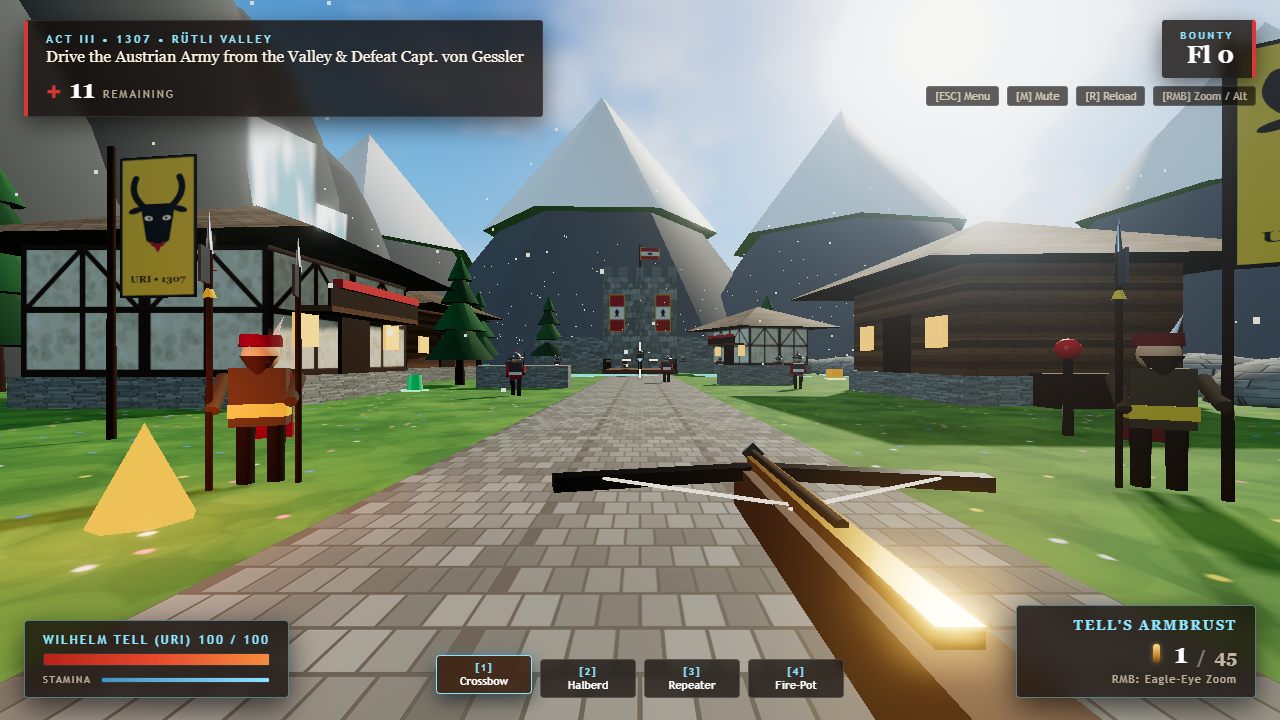 ACT III • 1307 • RÜTLI VALLEY
Drive the Austrian Army from the Valley & Defeat Capt. von Gessler
+ 11 REMAINING
BOUNTY
Fl 0
[ESC] Menu
[M] Mute
[R] Reload
[RMB] Zoom / Alt
URI • 1307
WILHELM TELL (URI) 100 / 100
STAMINA
[1]
Crossbow
[2]
Halberd
[3]
Repeater
[4]
Fire-Pot
TELL'S ARMBRUST
1 / 45
RMB: Eagle-Eye Zoom